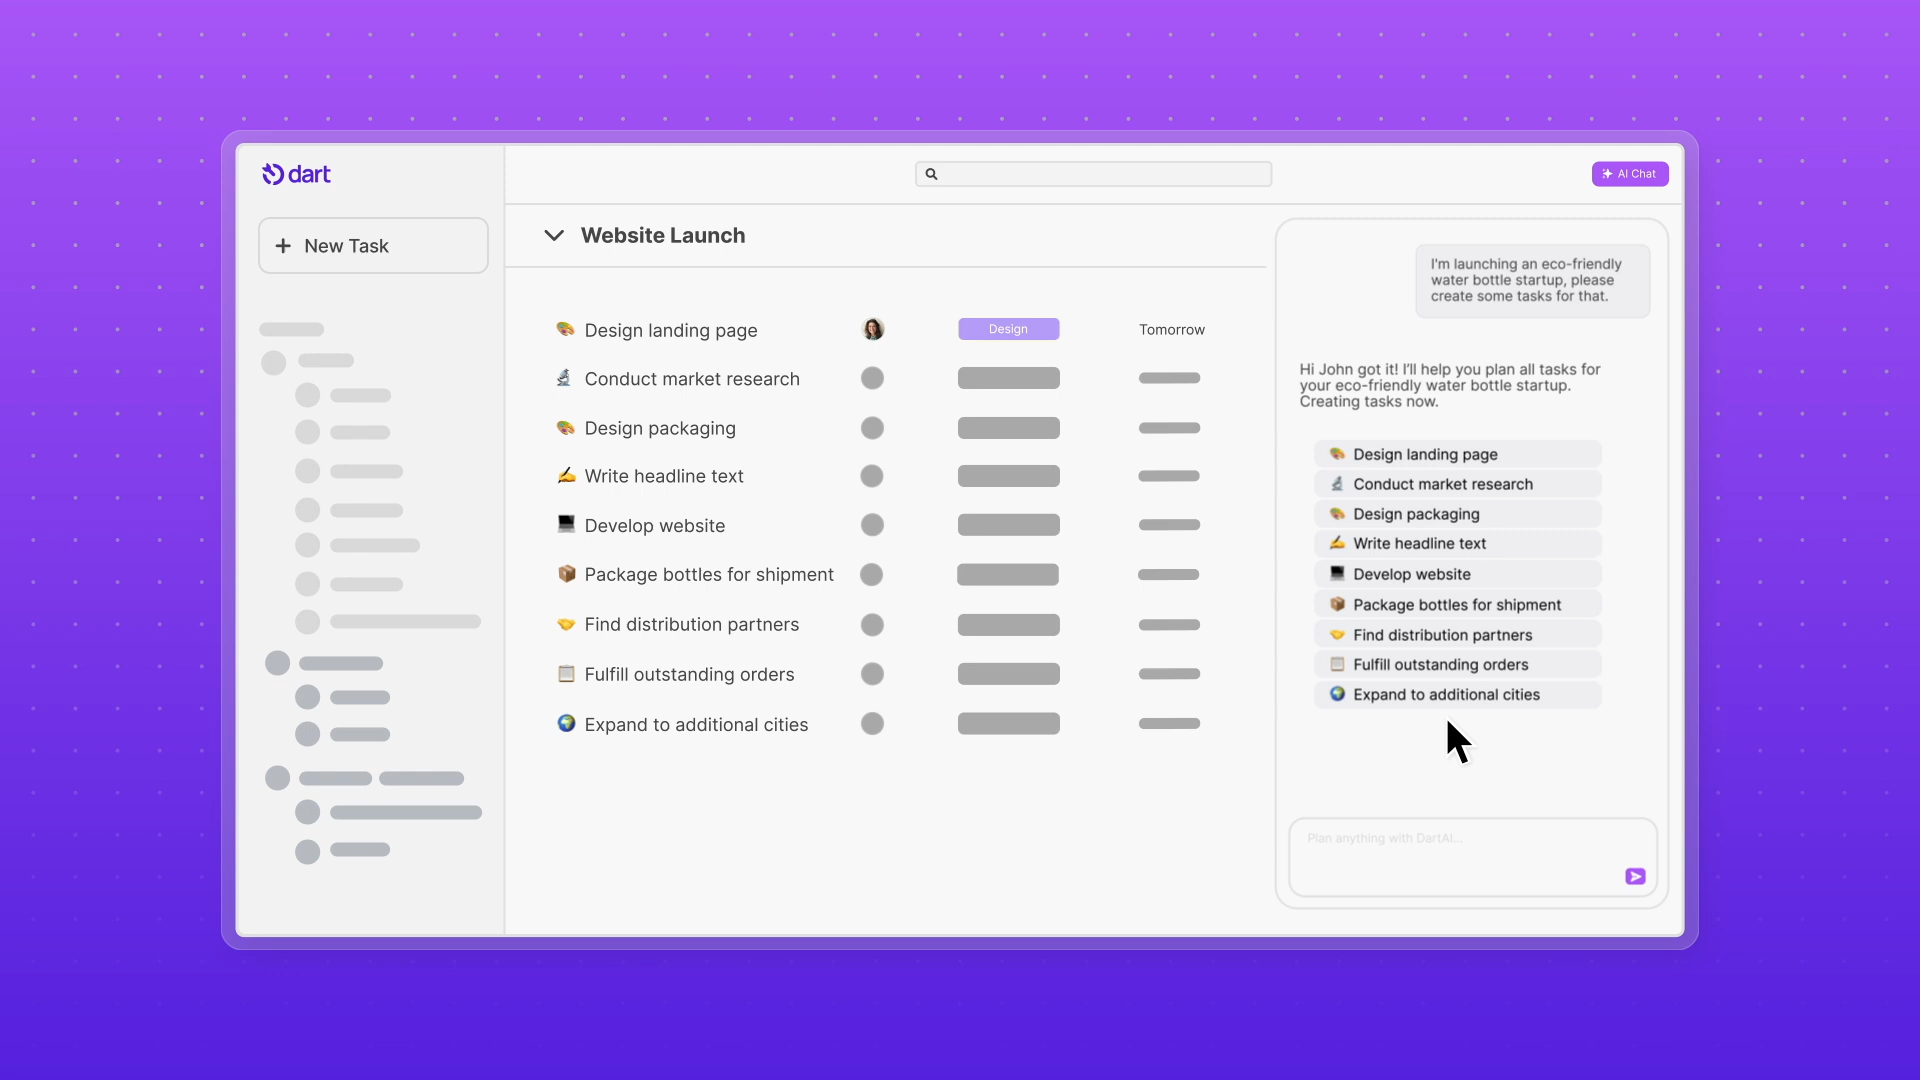 dart
AI Chat
New Task
Website Launch
Design landing page
Design
Tomorrow
Conduct market research
Design packaging
Write headline text
Develop website
Package bottles for shipment
Find distribution partners
Fulfill outstanding orders
Expand to additional cities
I'm launching an eco-friendly
water bottle startup, please
create some tasks for that.
Hi John got it! I'll help you plan all tasks for
your eco-friendly water bottle startup.
Creating tasks now.
Design landing page
Conduct market research
Design packaging
Write headline text
Develop website
Package bottles for shipment
Find distribution partners
Fulfill outstanding orders
Expand to additional cities
Plan anything with DartAI...